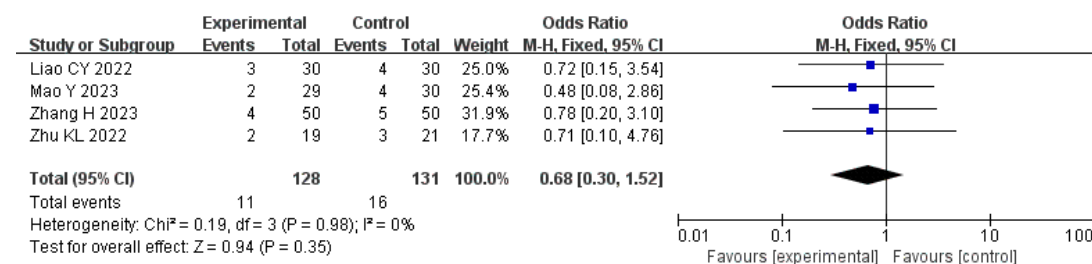 Experimental Control Odds Ratio Odds Ratio
Study or Subgroup Events Total Events Total Weight M-H, Fixed, 95% CI M-H, Fixed, 95% CI
Liao CY 2022 3 30 4 30 25.0% 0.72 [0.15, 3.54]
Mao Y 2023 2 29 4 30 25.4% 0.48 [0.08, 2.86]
Zhang H 2023 4 50 5 50 31.9% 0.78 [0.20, 3.10]
Zhu KL 2022 2 19 3 21 17.7% 0.71 [0.10, 4.76]
Total (95% CI) 128 131 100.0% 0.68 [0.30, 1.52]
Total events 11 16
Heterogeneity: Chi² = 0.19, df = 3 (P = 0.98); I² = 0%
Test for overall effect: Z = 0.94 (P = 0.35)
0.01 0.1 1 10 100
Favours [experimental] Favours [control]